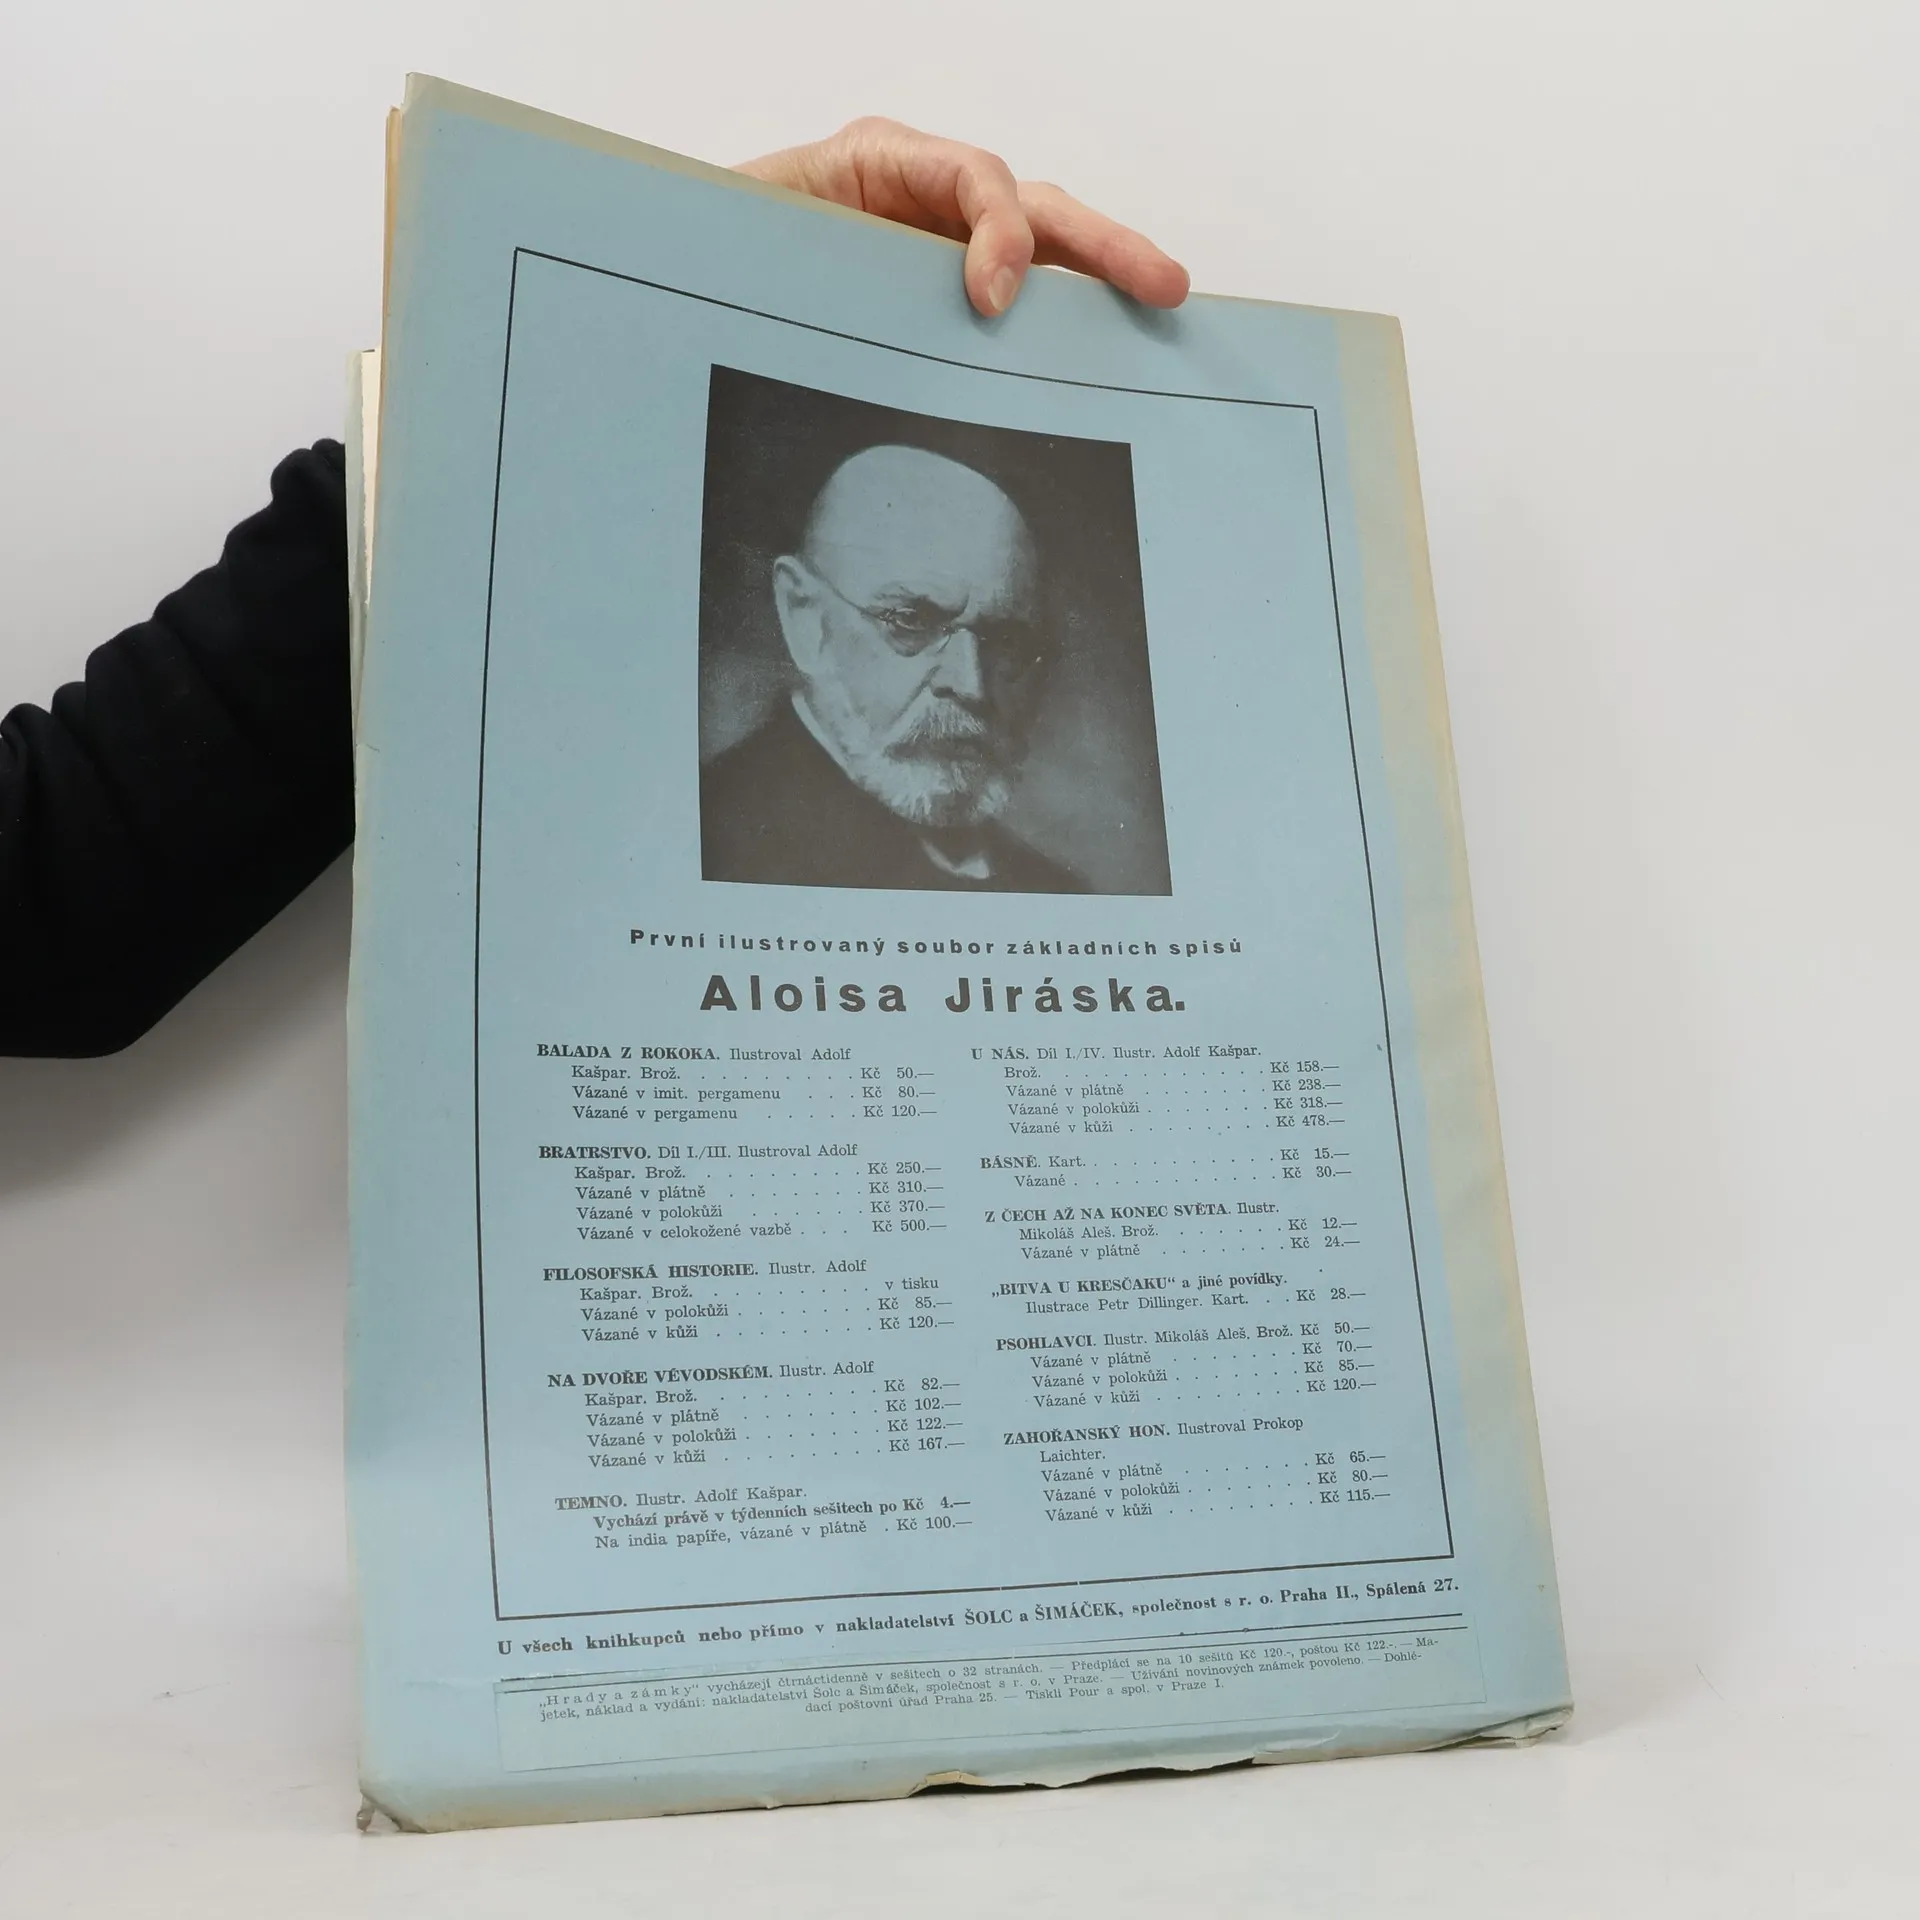 První ilustrovaný soubor základních spisů
Aloisa Jiráska.
BALADA Z ROKOKA. Ilustroval Adolf
Kašpar. Brož. . . . . . . . . Kč 50.—
Vázané v imit. pergamenu . . . Kč 80.—
Vázané v pergamenu . . . . . Kč 120.—
BRATRSTVO. Díl I./III. Ilustroval Adolf
Kašpar. Brož. . . . . . . . . Kč 250.—
Vázané v plátně . . . . . . . Kč 310.—
Vázané v polokůži . . . . . . Kč 370.—
Vázané v celokožené vazbě . . . Kč 500.—
FILOSOFSKÁ HISTORIE. Ilustr. Adolf
Kašpar. Brož. . . . . . . . . v tisku
Vázané v polokůži . . . . . . . Kč 85.—
Vázané v kůži . . . . . . . . Kč 120.—
NA DVOŘE VÉVODSKÉM. Ilustr. Adolf
Kašpar. Brož. . . . . . . . . Kč 82.—
Vázané v plátně . . . . . . . Kč 102.—
Vázané v polokůži . . . . . . . Kč 122.—
Vázané v kůži . . . . . . . . Kč 167.—
TEMNO. Ilustr. Adolf Kašpar.
Vychází právě v týdenních sešitech po Kč 4.—
Na india papíře, vázané v plátně . Kč 100.—
U NÁS. Díl I./IV. Ilustr. Adolf Kašpar.
Brož. . . . . . . . . . . . Kč 158.—
Vázané v plátně . . . . . . . Kč 238.—
Vázané v polokůži . . . . . . . Kč 318.—
Vázané v kůži . . . . . . . . Kč 478.—
BÁSNĚ. Kart. . . . . . . . . . . Kč 15.—
Vázané . . . . . . . . . . . Kč 30.—
Z ČECH AŽ NA KONEC SVĚTA. Ilustr.
Mikoláš Aleš. Brož. . . . . . . Kč 12.—
Vázané v plátně . . . . . . . Kč 24.—
„BITVA U KRESČAKU“ a jiné povídky.
Ilustrace Petr Dillinger. Kart. . . Kč 28.—
PSOHLAVCI. Ilustr. Mikoláš Aleš. Brož. Kč 50.—
Vázané v plátně . . . . . . . Kč 70.—
Vázané v polokůži . . . . . . . Kč 85.—
Vázané v kůži . . . . . . . . Kč 120.—
ZAHOŘANSKÝ HON. Ilustroval Prokop
Laichter.
Vázané v plátně . . . . . . . Kč 65.—
Vázané v polokůži . . . . . . . Kč 80.—
Vázané v kůži . . . . . . . . Kč 115.—
U všech knihkupců nebo přímo v nakladatelství ŠOLC a ŠIMÁČEK, společnost s r. o. Praha II., Spálená 27.
„Hrady a zámky“ vycházejí čtrnáctidenně v sešitech o 32 stranách. — Předplácí se na 10 sešitů Kč 120.-, poštou Kč 122.-. — Ma-
jetek, náklad a vydání: nakladatelství Šolc a Šimáček, společnost s r. o. v Praze. — Užívání novinových známek povoleno. — Dohlé-
dací poštovní úřad Praha 25. — Tiskli Pour a spol. v Praze I.